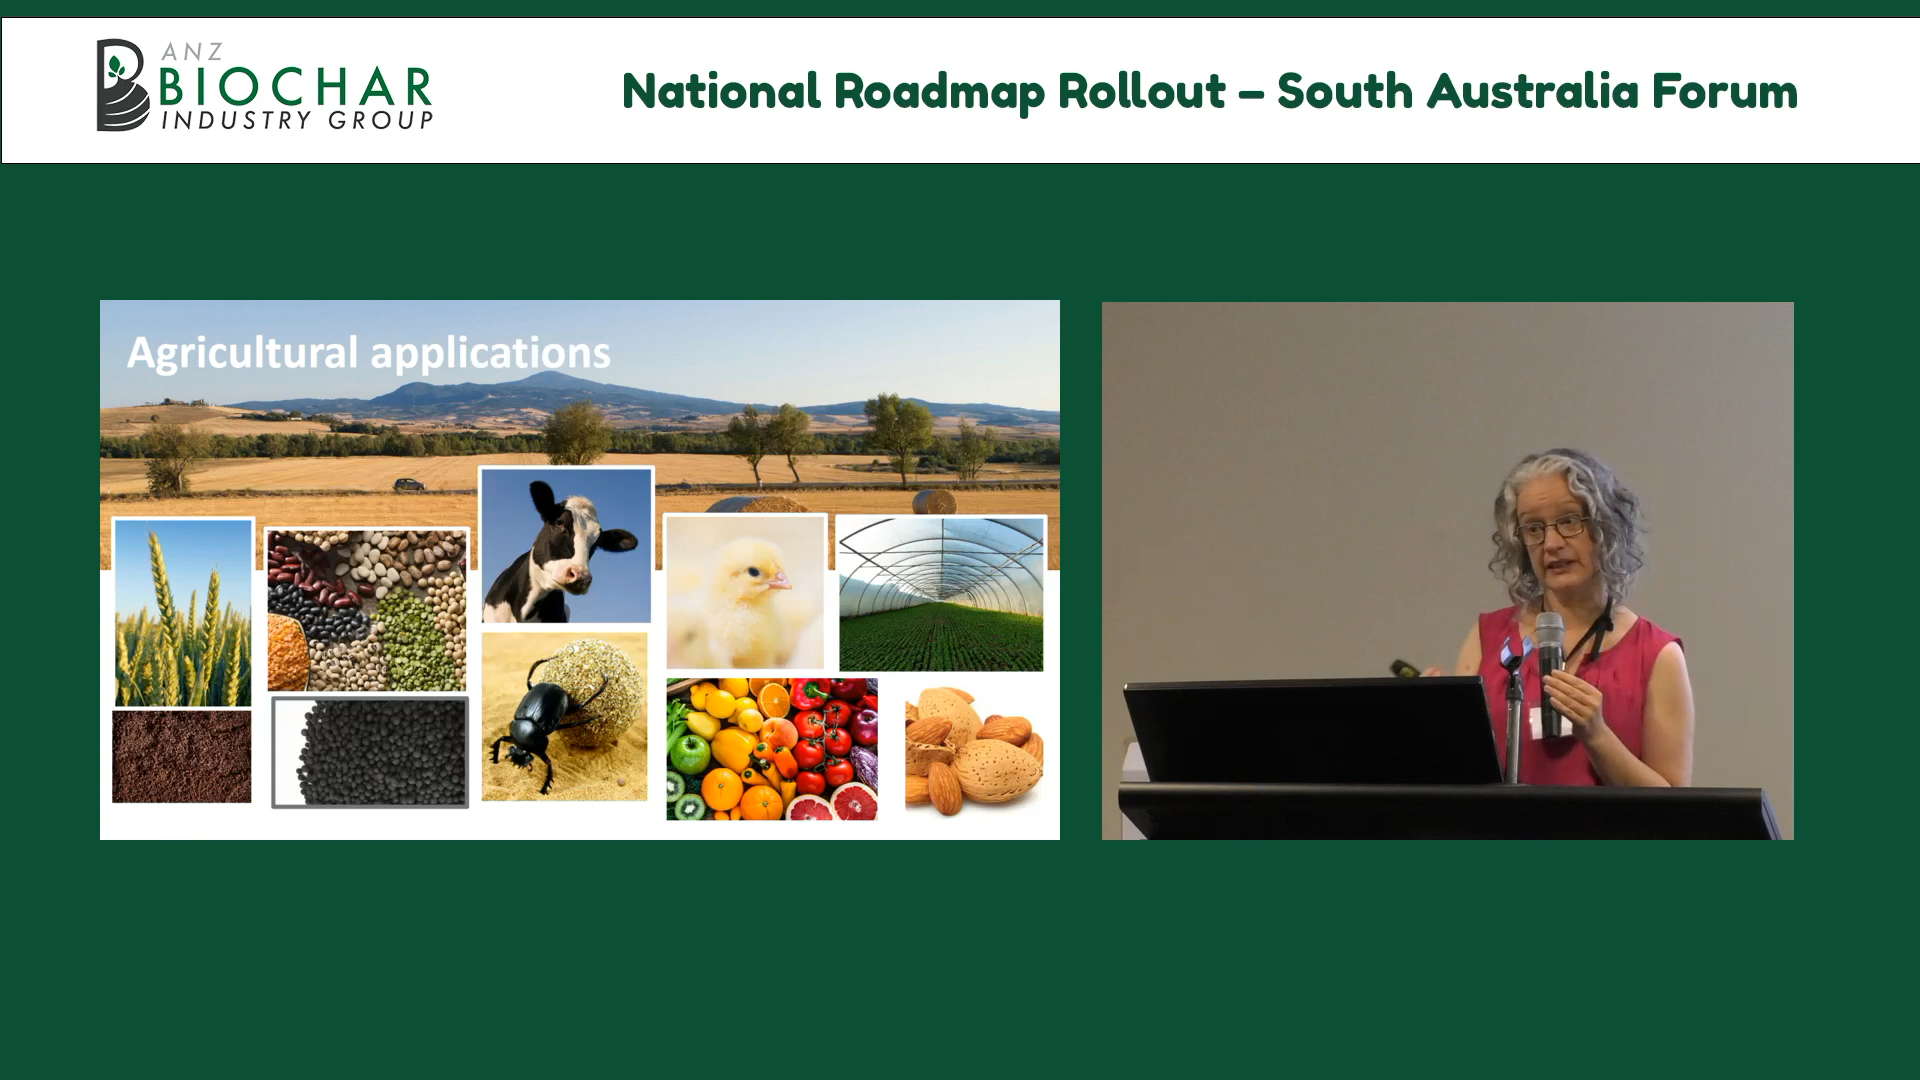 ANZ
BIOCHAR
INDUSTRY GROUP
National Roadmap Rollout – South Australia Forum
Agricultural applications